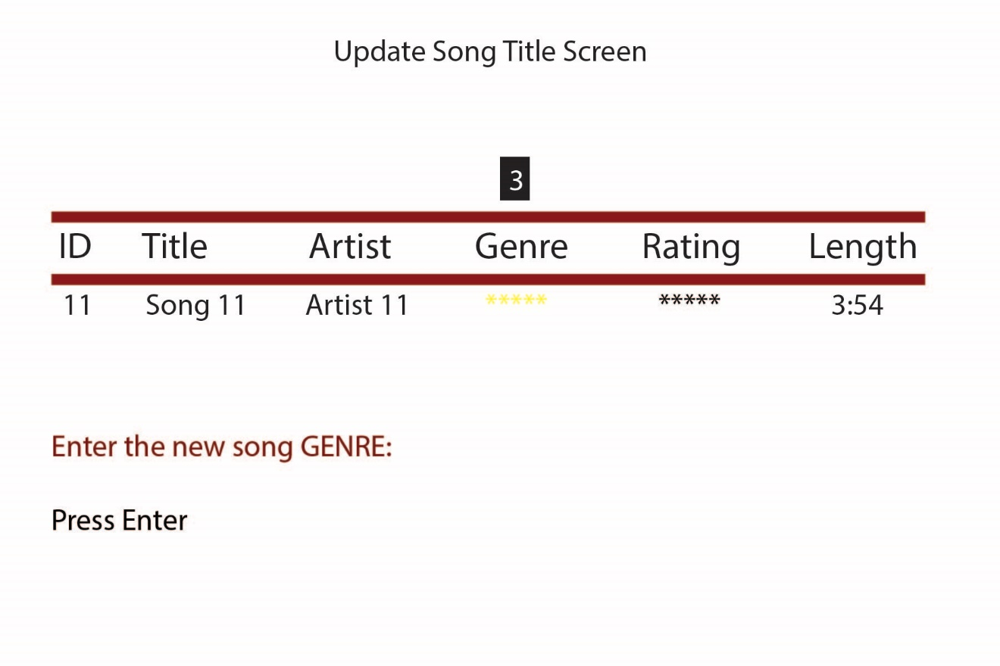 Update Song Title Screen
3
ID Title Artist Genre Rating Length
11 Song 11 Artist 11 ***** ***** 3:54
Enter the new song GENRE:
Press Enter